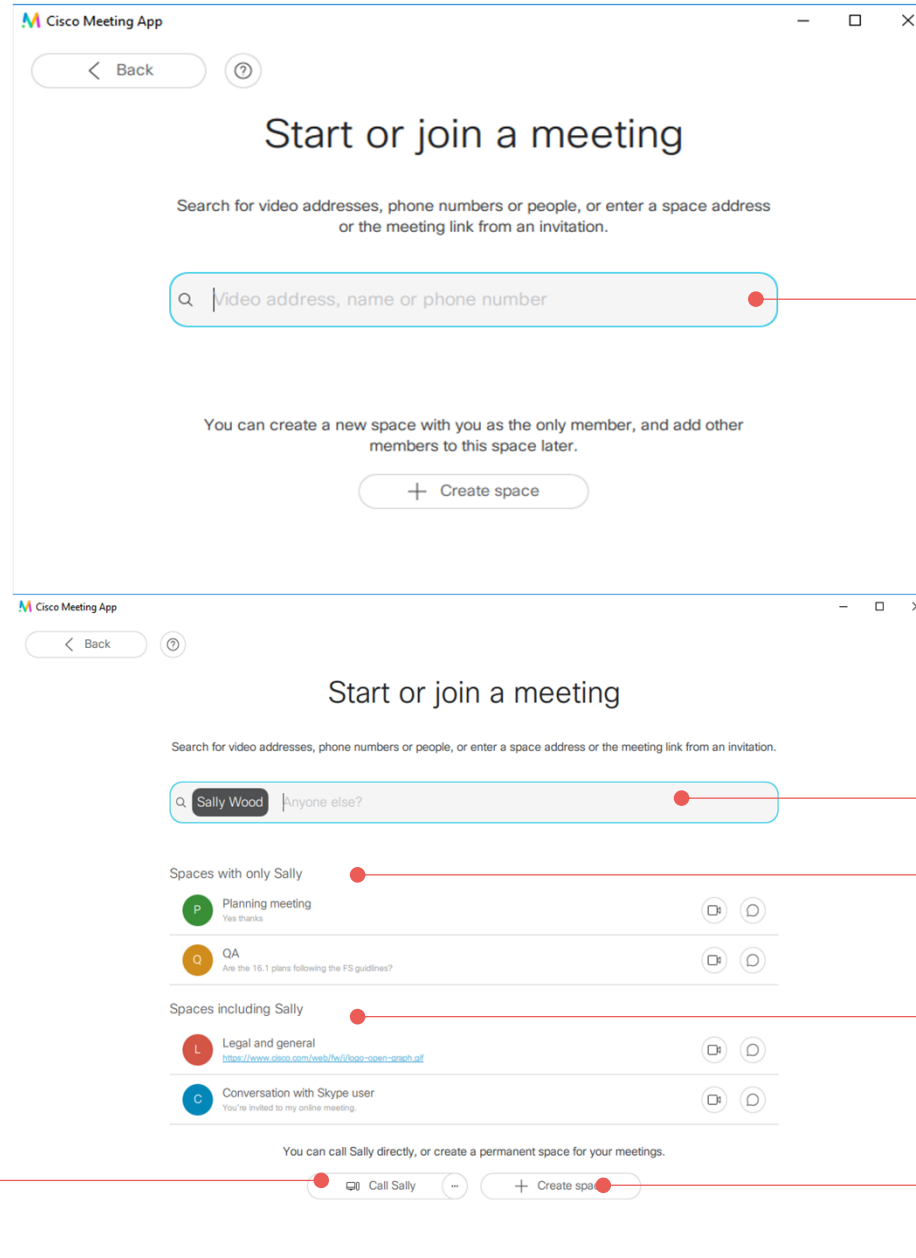 Cisco Meeting App
Back
Start or join a meeting
Search for video addresses, phone numbers or people, or enter a space address
or the meeting link from an invitation.
Video address, name or phone number
You can create a new space with you as the only member, and add other
members to this space later.
Create space
Cisco Meeting App
Back
Start or join a meeting
Search for video addresses, phone numbers or people, or enter a space address or the meeting link from an invitation.
Sally Wood Anyone else?
Spaces with only Sally
P Planning meeting
Yes thanks
Q QA
Are the 16.1 plans following the FS guidlines?
Spaces including Sally
L Legal and general
https://www.cisco.com/web/fw/i/logo-open-graph.gif
C Conversation with Skype user
You're invited to my online meeting.
You can call Sally directly, or create a permanent space for your meetings.
Call Sally ... Create space